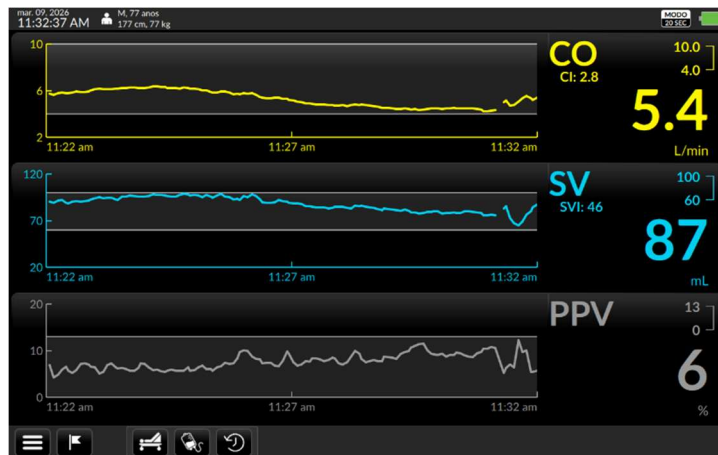 mar. 09, 2026
11:32:37 AM
M, 77 anos
177 cm, 77 kg
MODO
20 SEC
10
6
2
11:22 am
11:27 am
11:32 am
CO
CI: 2.8
10.0
4.0
5.4
L/min
120
70
20
11:22 am
11:27 am
11:32 am
SV
SVI: 46
100
60
87
mL
20
10
0
11:22 am
11:27 am
11:32 am
PPV
13
0
6
%